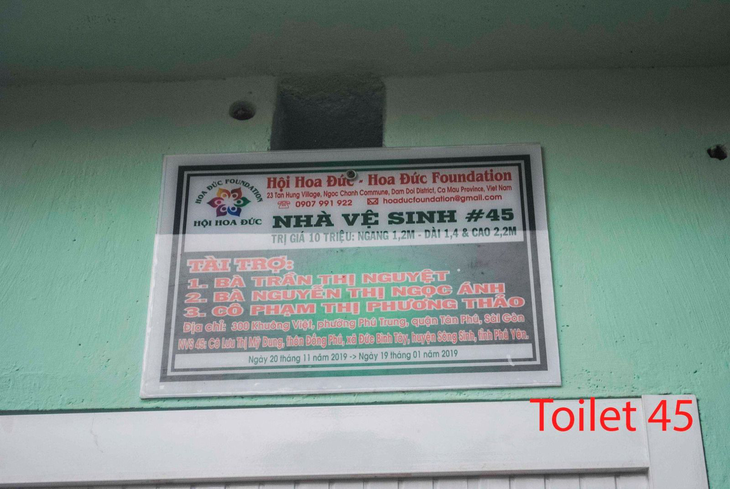 HOA ĐỨC FOUNDATION
HỘI HOA ĐỨC
Hội Hoa Đức - Hoa Đức Foundation
23 Tan Hung Village, Ngoc Chanh Commune, Dam Doi District, Ca Mau Province, Viet Nam
0907 991 922 hoaducfoundation@gmail.com
NHÀ VỆ SINH #45
TRỊ GIÁ 10 TRIỆU: NGANG 1,2M - DÀI 1,4 & CAO 2,2M
TÀI TRỢ:
1. BÀ TRẦN THỊ NGUYỆT
2. BÀ NGUYỄN THỊ NGỌC ÁNH
3. CÔ PHẠM THỊ PHƯƠNG THẢO
Địa chỉ: 300 Khuông Việt, phường Phú Trung, quận Tân Phú, Sài Gòn
NVS 45: Cô Lưu Thị Mỹ Dung, thôn Đồng Phú, xã Đức Bình Tây, huyện Sông Sinh, tỉnh Phú Yên.
Ngày 20 tháng 11 năm 2019 -> Ngày 19 tháng 01 năm 2019
Toilet 45